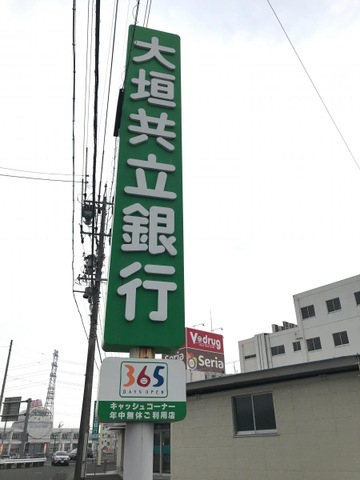 大垣共立銀行
365
DAYS OPEN
キャッシュコーナー
年中無休ご利用店
V・drug
Seria